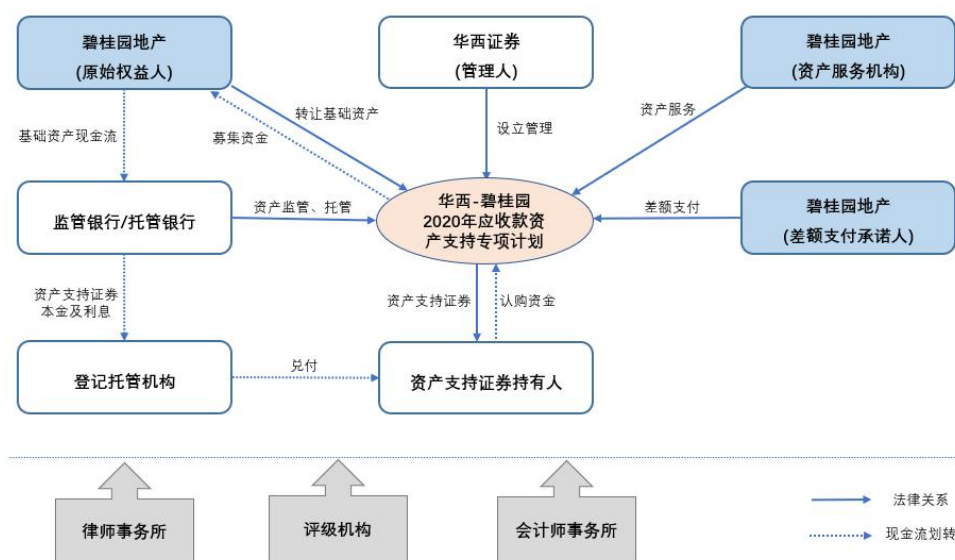 碧桂园地产
(原始权益人)
华西证券
(管理人)
碧桂园地产
(资产服务机构)
转让基础资产
募集资金
基础资产现金流
设立管理
资产服务
监管银行/托管银行
资产监管、托管
华西-碧桂园
2020年应收款资
产支持专项计划
差额支付
碧桂园地产
(差额支付承诺人)
资产支持证券
本金及利息
资产支持证券
认购资金
登记托管机构
兑付
资产支持证券持有人
律师事务所
评级机构
会计师事务所
法律关系
现金流划转